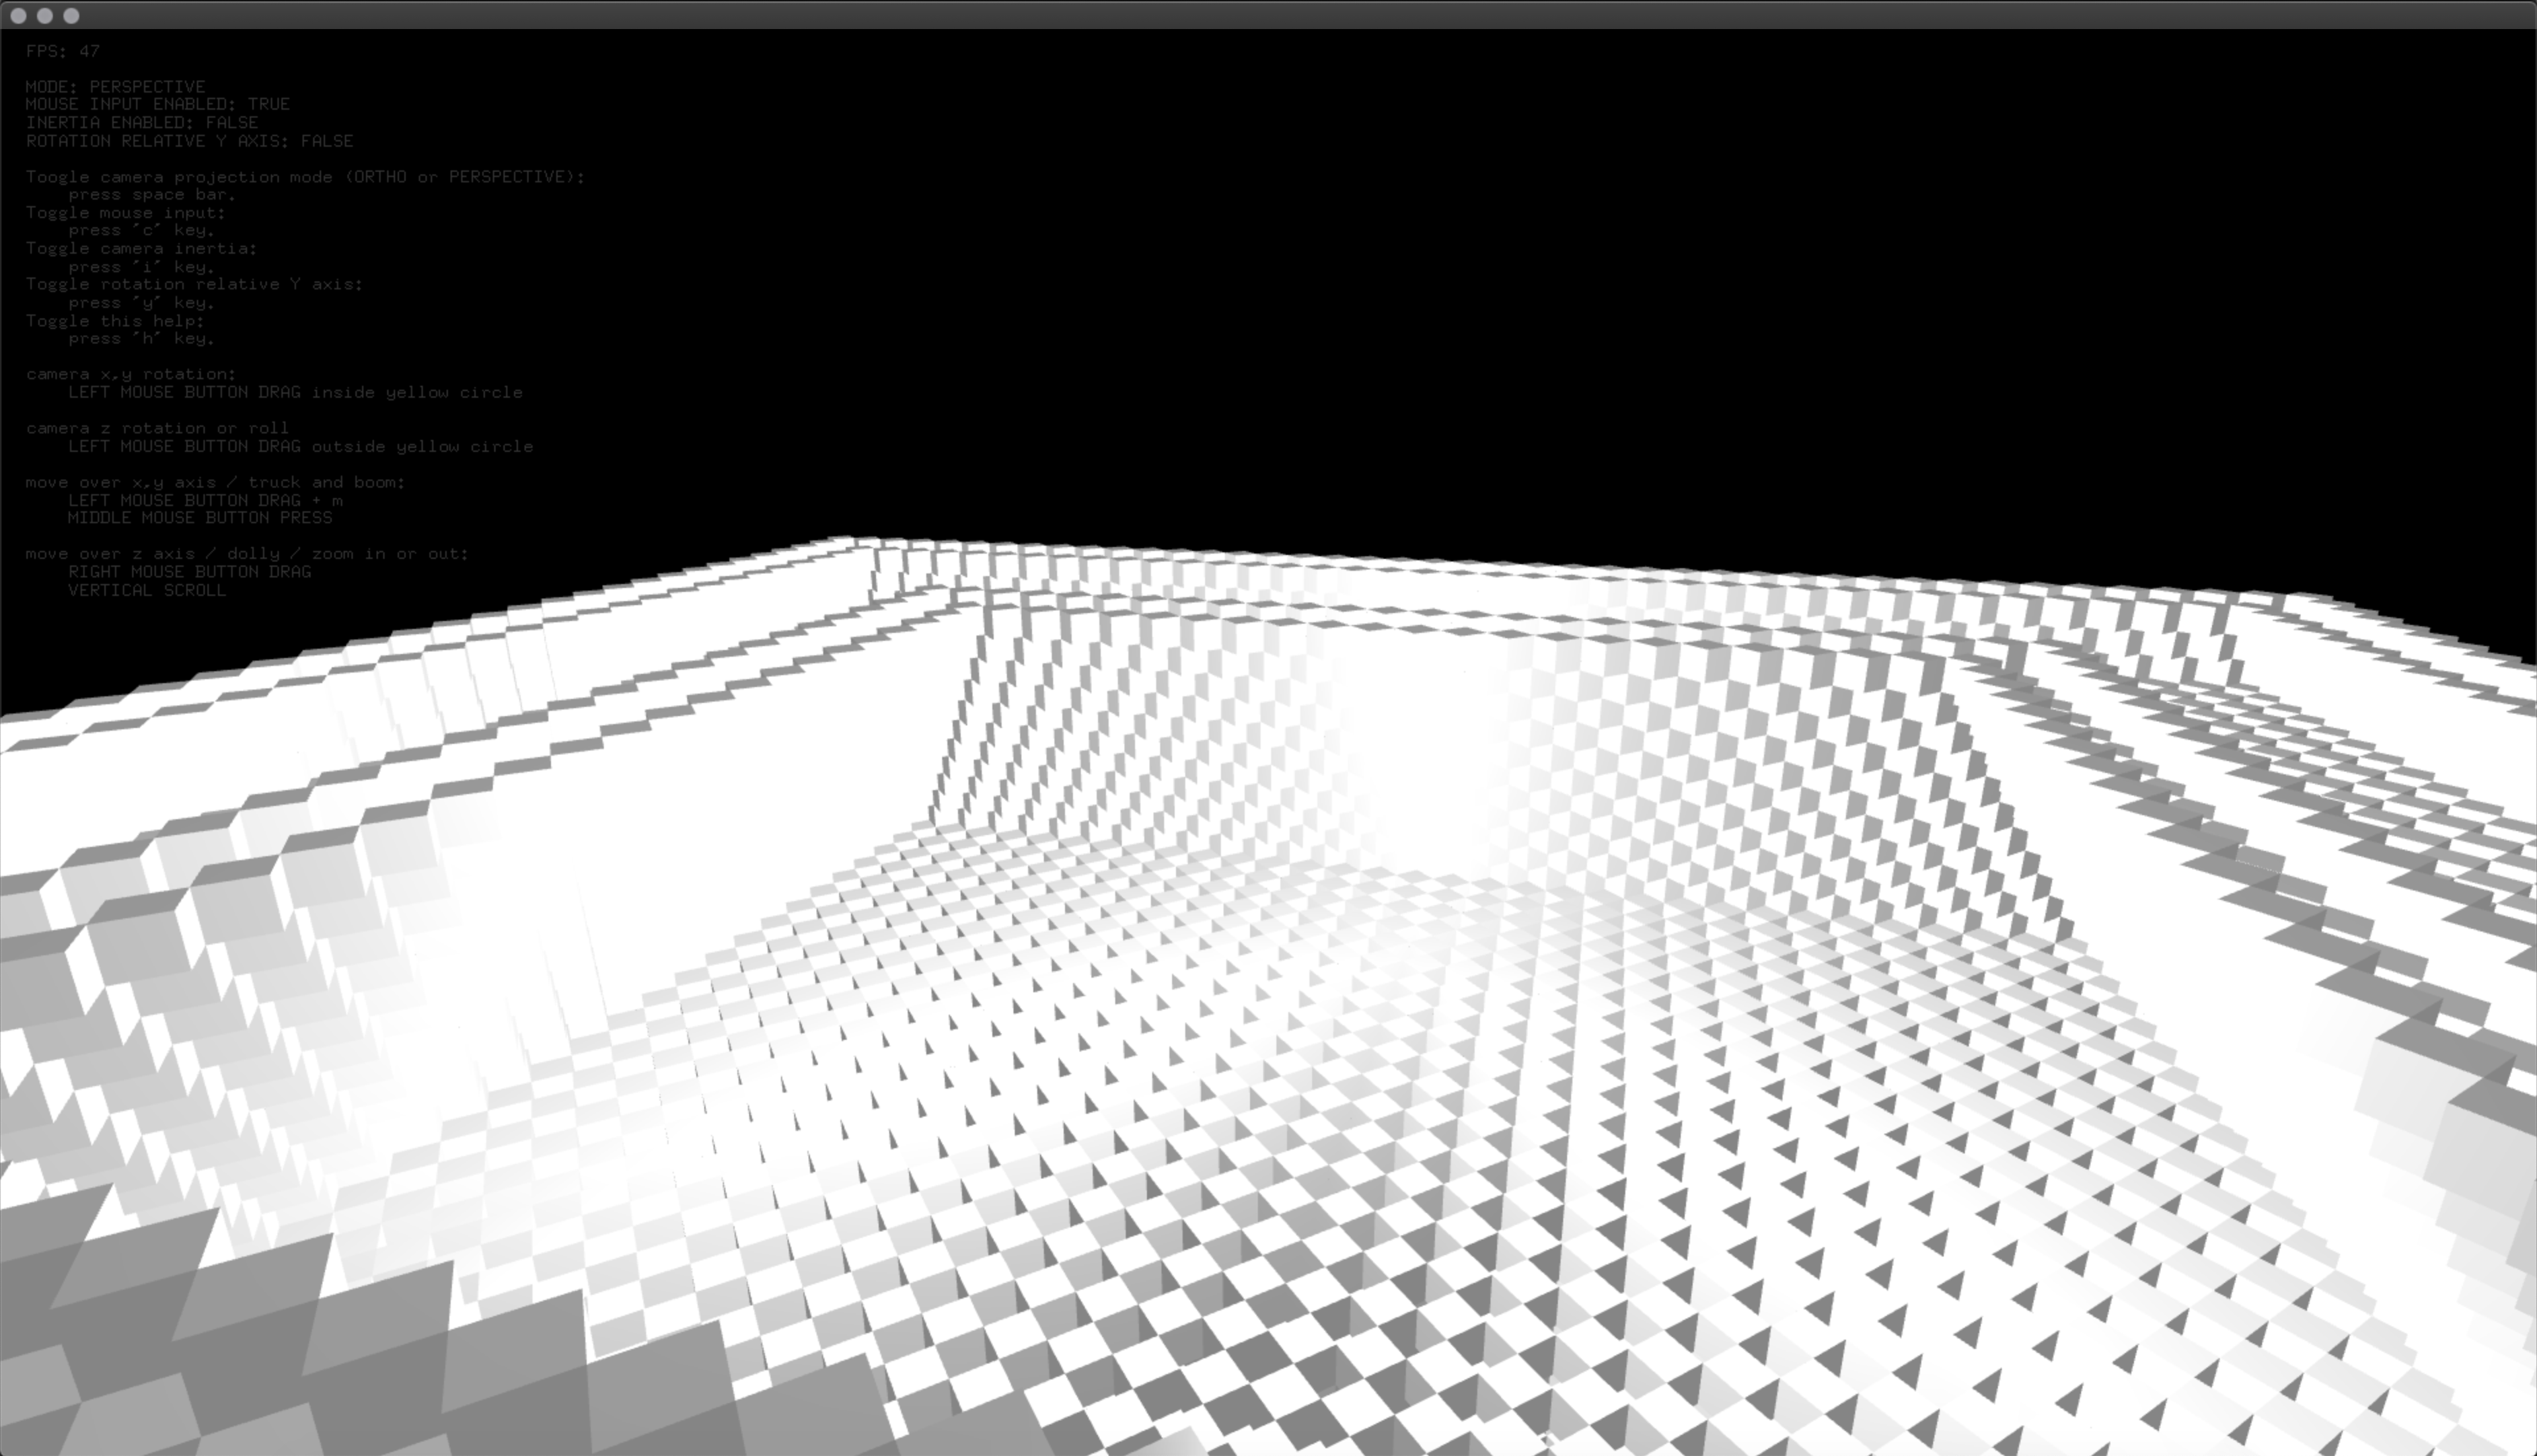 FPS: 47
MODE: PERSPECTIVE
MOUSE INPUT ENABLED: TRUE
INERTIA ENABLED: FALSE
ROTATION RELATIVE Y AXIS: FALSE
Toogle camera projection mode (ORTHO or PERSPECTIVE):
press space bar.
Toggle mouse input:
press 'c' key.
Toggle camera inertia:
press 'i' key.
Toggle rotation relative Y axis:
press 'y' key.
Toggle this help:
press 'h' key.
camera x,y rotation:
LEFT MOUSE BUTTON DRAG inside yellow circle
camera z rotation or roll
LEFT MOUSE BUTTON DRAG outside yellow circle
move over x,y axis / truck and boom:
LEFT MOUSE BUTTON DRAG + m
MIDDLE MOUSE BUTTON PRESS
move over z axis / dolly / zoom in or out:
RIGHT MOUSE BUTTON DRAG
VERTICAL SCROLL